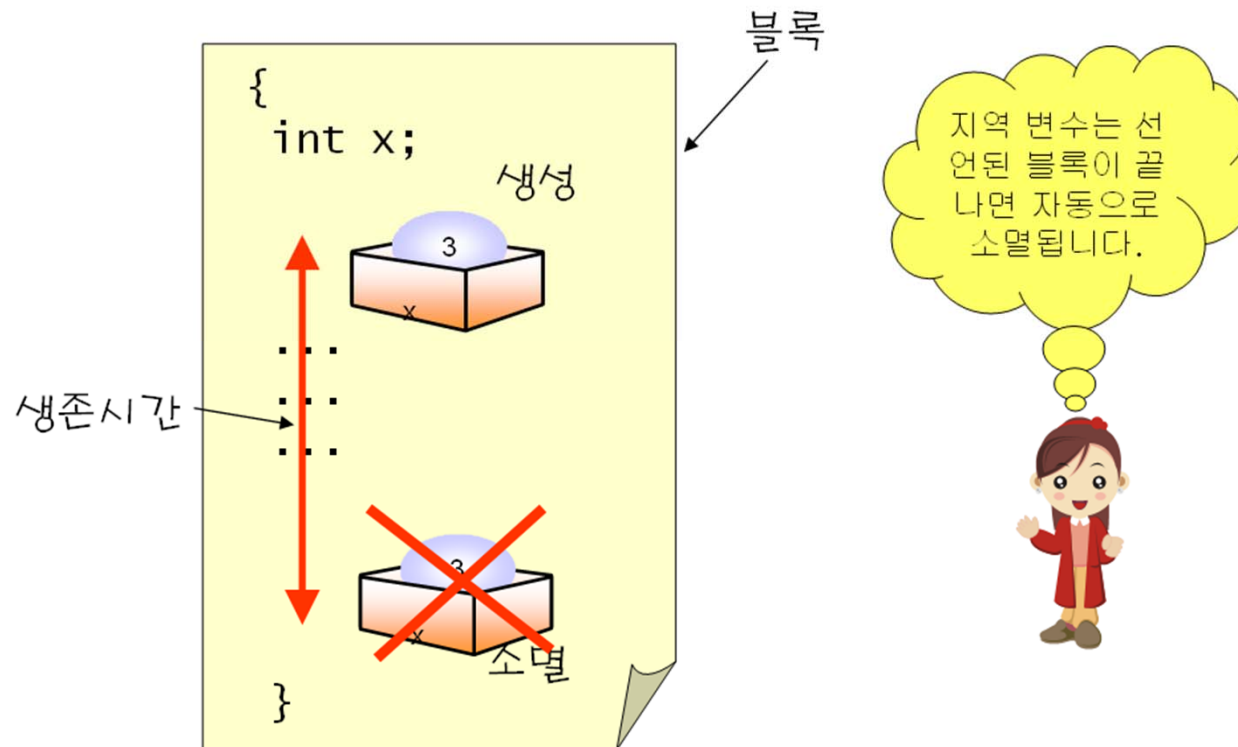 블록
{
int x;
생성
3
x
. . .
생존시간
. . .
. . .
3
x
소멸
}
지역 변수는 선
언된 블록이 끝
나면 자동으로
소멸됩니다.